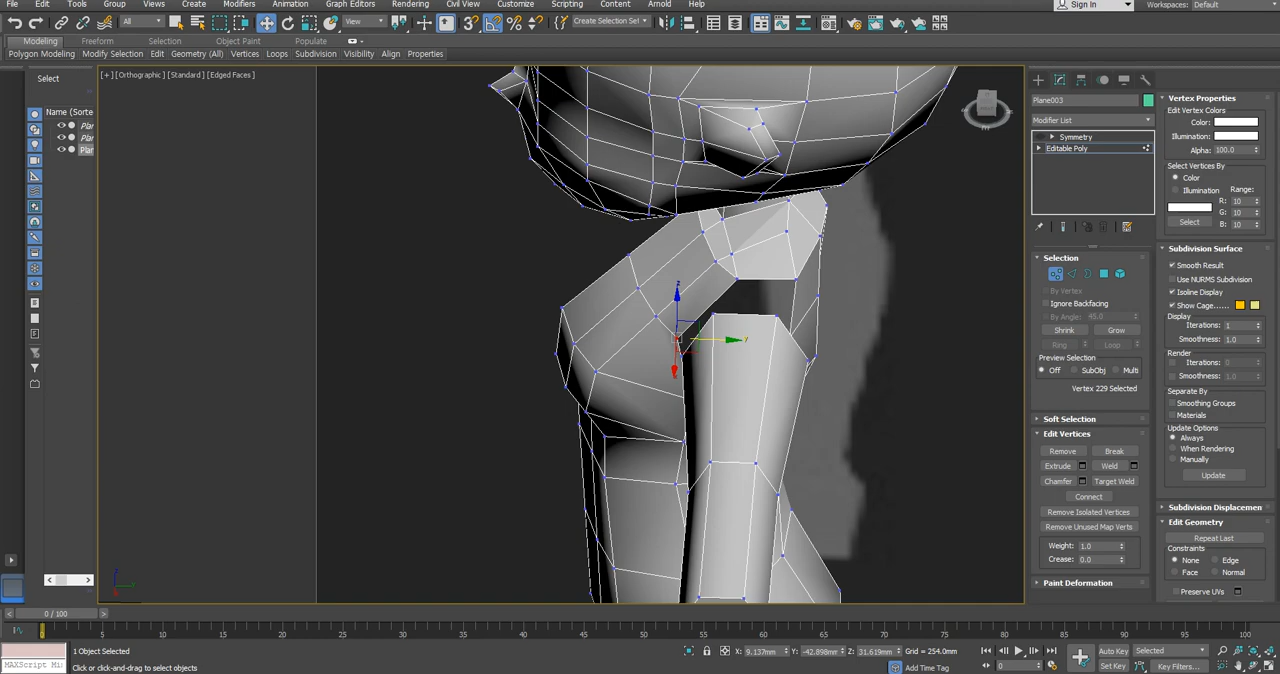 File Edit Tools Group Views Create Modifiers Animation Graph Editors Rendering Civil View Customize Scripting Content Arnold Help Sign In Workspaces: Default
All View Create Selection Set
Modeling Freeform Selection Object Paint Populate
Polygon Modeling Modify Selection Edit Geometry (All) Vertices Loops Subdivision Visibility Align Properties
Select
[+] [Orthographic] [Standard] [Edged Faces]
Name (Sorte
Plar
Plar
Plar
Plane003
Modifier List
Symmetry
Editable Poly
Selection
By Vertex
Ignore Backfacing
By Angle: 45.0
Shrink Grow
Ring Loop
Preview Selection
Off SubObj Multi
Vertex 229 Selected
Soft Selection
Edit Vertices
Remove Break
Extrude Weld
Chamfer Target Weld
Connect
Remove Isolated Vertices
Remove Unused Map Verts
Weight: 1.0
Crease: 0.0
Paint Deformation
Vertex Properties
Edit Vertex Colors
Color:
Illumination:
Alpha: 100.0
Select Vertices By
Color
Illumination Range:
R: 10
G: 10
Select B: 10
Subdivision Surface
Smooth Result
Use NURMS Subdivision
Isoline Display
Show Cage......
Display
Iterations: 1
Smoothness: 1.0
Render
Iterations: 0
Smoothness: 1.0
Separate By
Smoothing Groups
Materials
Update Options
Always
When Rendering
Manually
Update
Subdivision Displacemen
Edit Geometry
Repeat Last
Constraints
None Edge
Face Normal
Preserve UVs
z
y
0 / 100
0 5 10 15 20 25 30 35 40 45 50 55 60 65 70 75 80 85 90 95 100
1 Object Selected
MAXScript Mi
Click or click-and-drag to select objects
X: 9.137mm Y: -42.898mm Z: 31.619mm Grid = 254.0mm
Add Time Tag
0
Auto Key Selected
Set Key Key Filters...